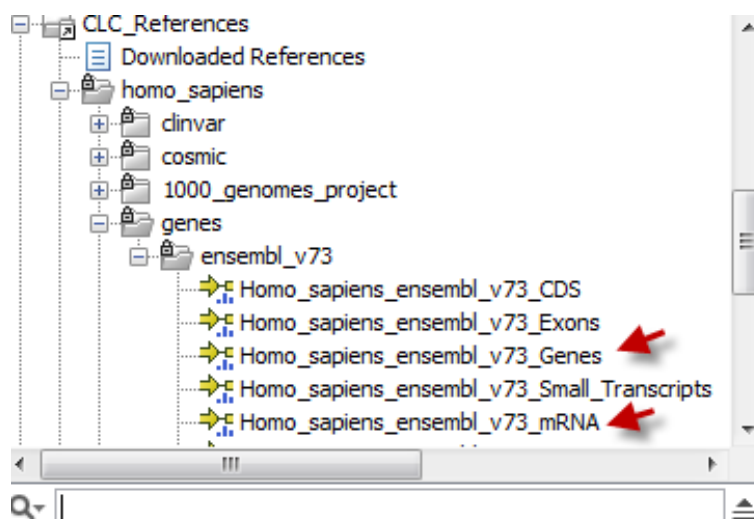 CLC_References
Downloaded References
homo_sapiens
clinvar
cosmic
1000_genomes_project
genes
ensembl_v73
Homo_sapiens_ensembl_v73_CDS
Homo_sapiens_ensembl_v73_Exons
Homo_sapiens_ensembl_v73_Genes
Homo_sapiens_ensembl_v73_Small_Transcripts
Homo_sapiens_ensembl_v73_mRNA